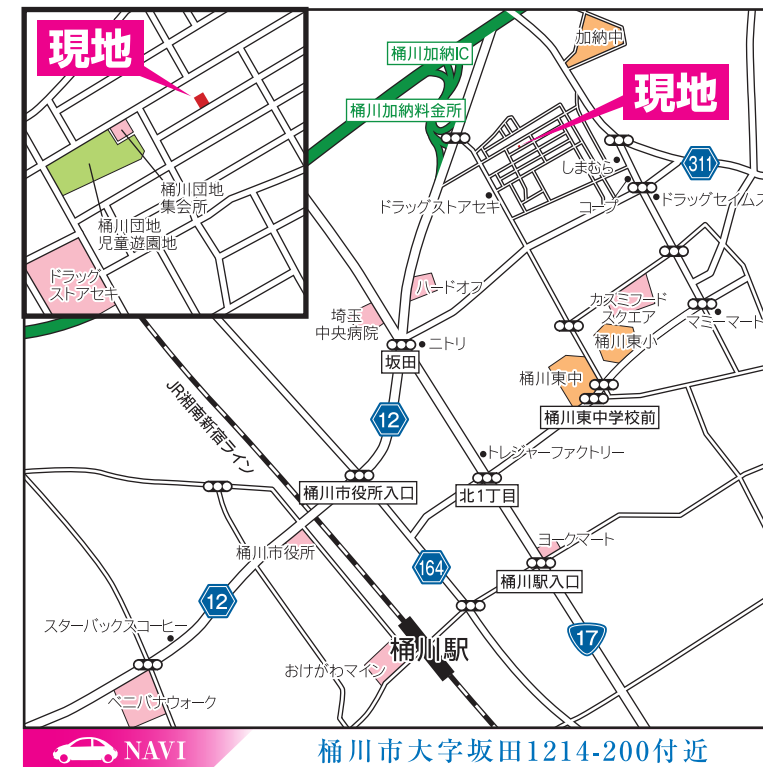 現地
桶川団地
集会所
桶川団地
児童遊園地
ドラッグ
ストアセキ
加納中
桶川加納IC
現地
桶川加納料金所
しまむら
311
ドラッグストアセキ
コープ
ドラッグセイムス
ハードオフ
カスミフード
スクエア
埼玉
中央病院
マミーマート
ニトリ
桶川東小
坂田
桶川東中
JR湘南新宿ライン
12
桶川東中学校前
トレジャーファクトリー
桶川市役所入口
北1丁目
ヨークマート
桶川市役所
164
桶川駅入口
12
スターバックスコーヒー
17
桶川駅
おけがわマイン
ベニバナウォーク
NAVI
桶川市大字坂田1214-200付近